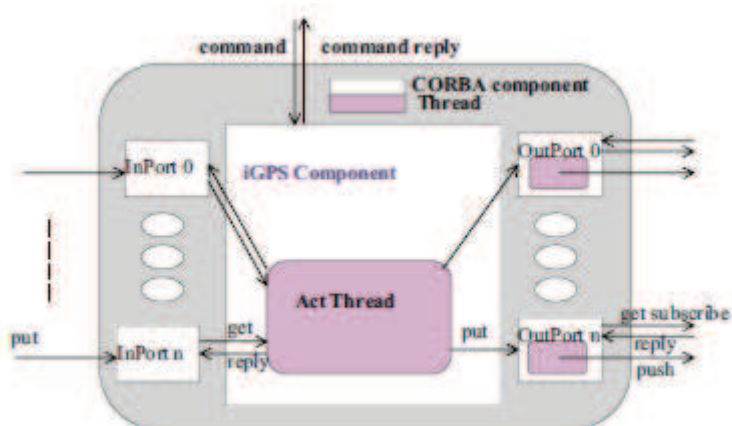 command command reply
CORBA component
Thread
InPort 0
iGPS Component
OutPort 0
Act Thread
put
InPort n
get
reply
put
OutPort n
get subscribe
reply
push